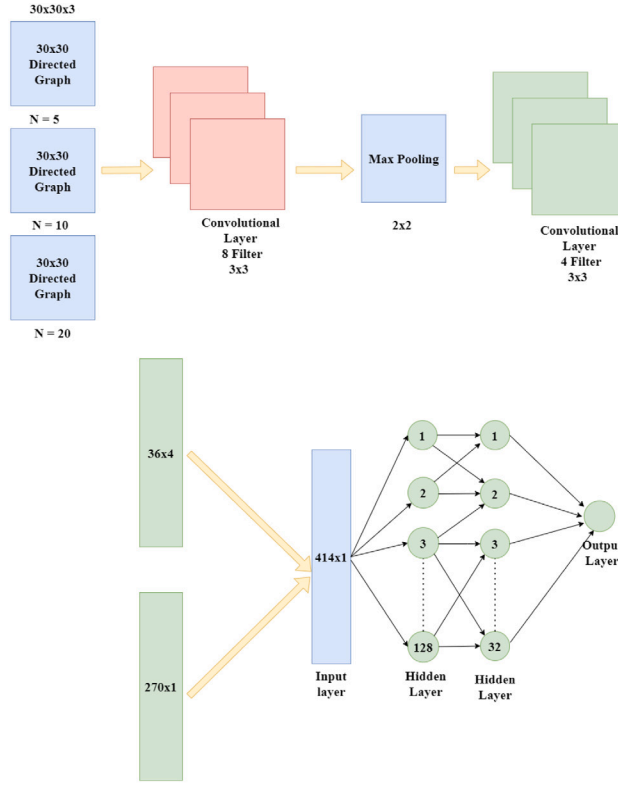 30x30x3
30x30
Directed
Graph
N = 5
30x30
Directed
Graph
N = 10
30x30
Directed
Graph
N = 20
Convolutional
Layer
8 Filter
3x3
Max Pooling
2x2
Convolutional
Layer
4 Filter
3x3
36x4
270x1
414x1
Input
layer
1
2
3
128
Hidden
Layer
1
2
3
32
Hidden
Layer
Output
Layer